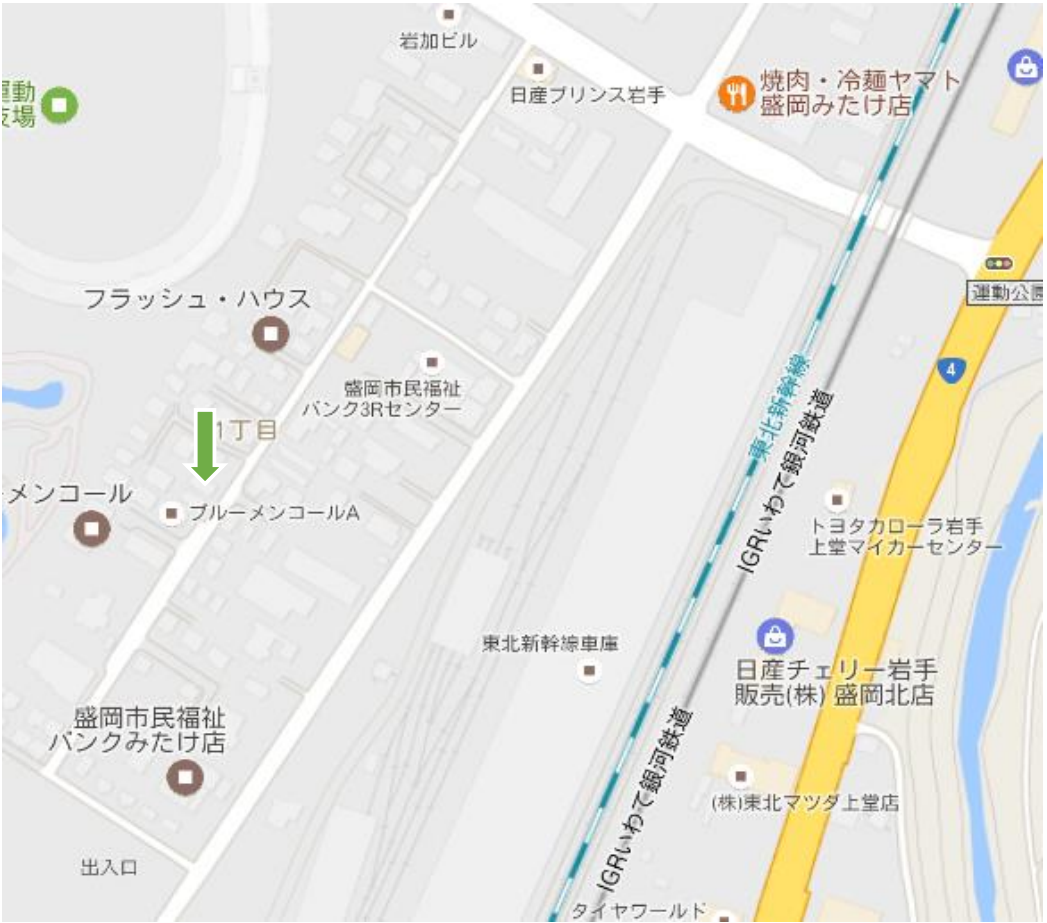 岩加ビル
日産プリンス岩手
焼肉・冷麺ヤマト
盛岡みたけ店
運動
技場
運動公園
フラッシュ・ハウス
4
盛岡市民福祉
バンク3Rセンター
東北新幹線
IGRいわて銀河鉄道
1丁目
メンコール
ブルーメンコールA
トヨタカローラ岩手
上堂マイカーセンター
東北新幹線車庫
日産チェリー岩手
販売(株) 盛岡北店
盛岡市民福祉
バンクみたけ店
IGRいわて銀河鉄道
(株)東北マツダ上堂店
出入口
タイヤワールド